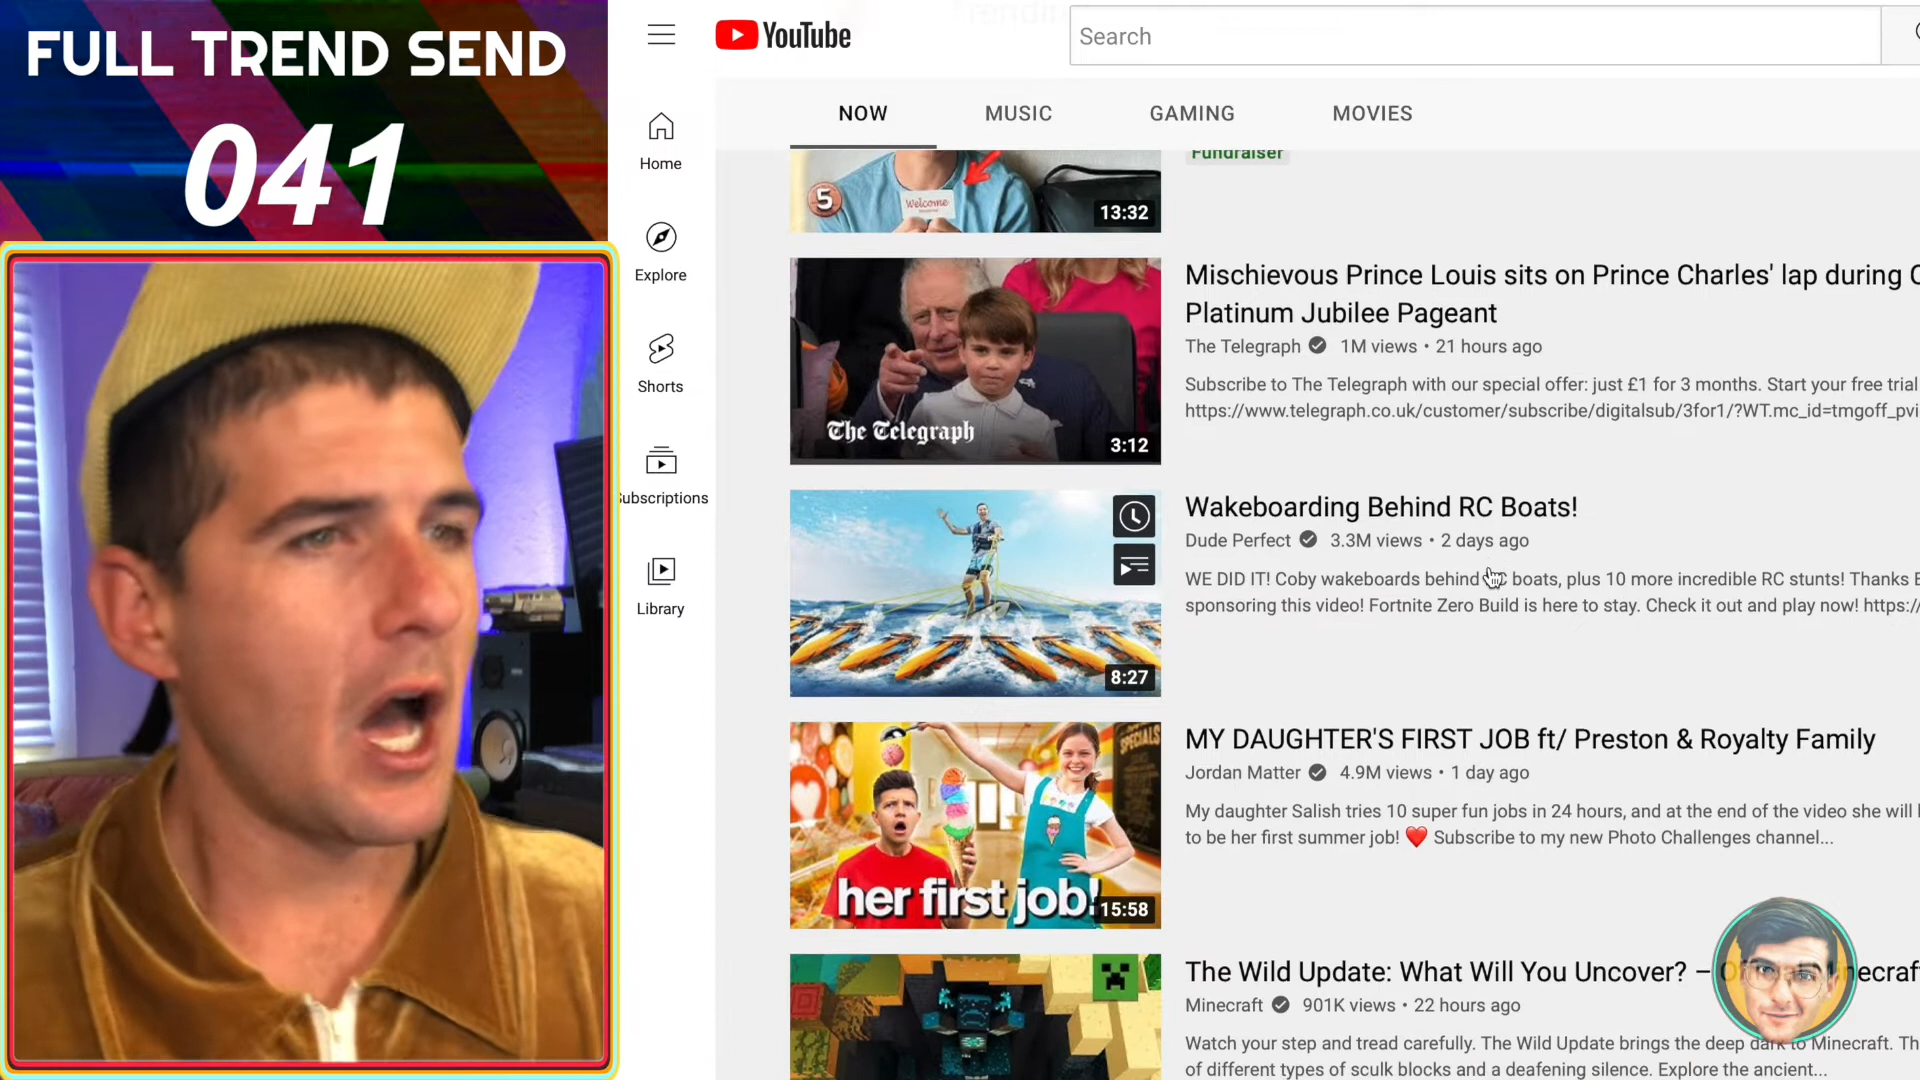 FULL TREND SEND
041
YouTube
Search
NOW
MUSIC
GAMING
MOVIES
Home
Explore
Shorts
Subscriptions
Library
5
Welcome
13:32
Fundraiser
The Telegraph
3:12
Mischievous Prince Louis sits on Prince Charles' lap during
Platinum Jubilee Pageant
The Telegraph 1M views • 21 hours ago
Subscribe to The Telegraph with our special offer: just £1 for 3 months. Start your free trial
https://www.telegraph.co.uk/customer/subscribe/digitalsub/3for1/?WT.mc_id=tmgoff_pvi
8:27
Wakeboarding Behind RC Boats!
Dude Perfect 3.3M views • 2 days ago
WE DID IT! Coby wakeboards behind boats, plus 10 more incredible RC stunts! Thanks
sponsoring this video! Fortnite Zero Build is here to stay. Check it out and play now! https:/
SPECIALS
her first job!
15:58
MY DAUGHTER'S FIRST JOB ft/ Preston & Royalty Family
Jordan Matter 4.9M views • 1 day ago
My daughter Salish tries 10 super fun jobs in 24 hours, and at the end of the video she will
to be her first summer job! ❤️ Subscribe to my new Photo Challenges channel...
The Wild Update: What Will You Uncover? –
Minecraft 901K views • 22 hours ago
Watch your step and tread carefully. The Wild Update brings the deep dark to Minecraft.
of different types of sculk blocks and a deafening silence. Explore the ancient...